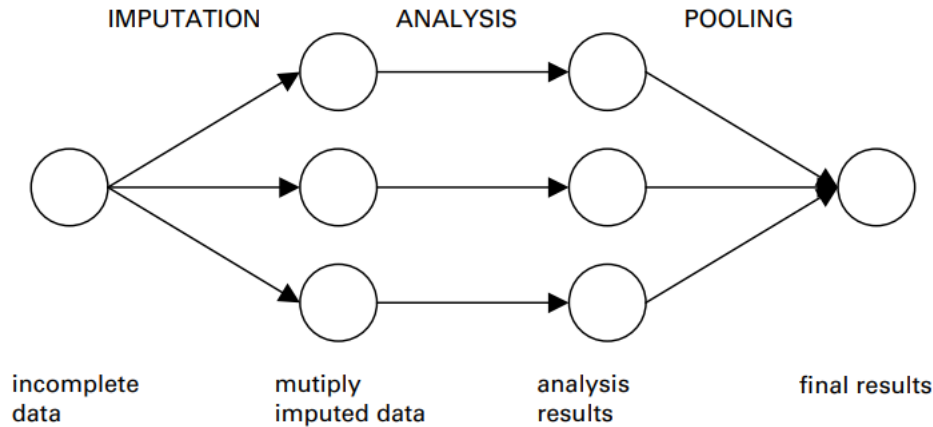 IMPUTATION ANALYSIS POOLING
incomplete
data
mutiply
imputed data
analysis
results
final results